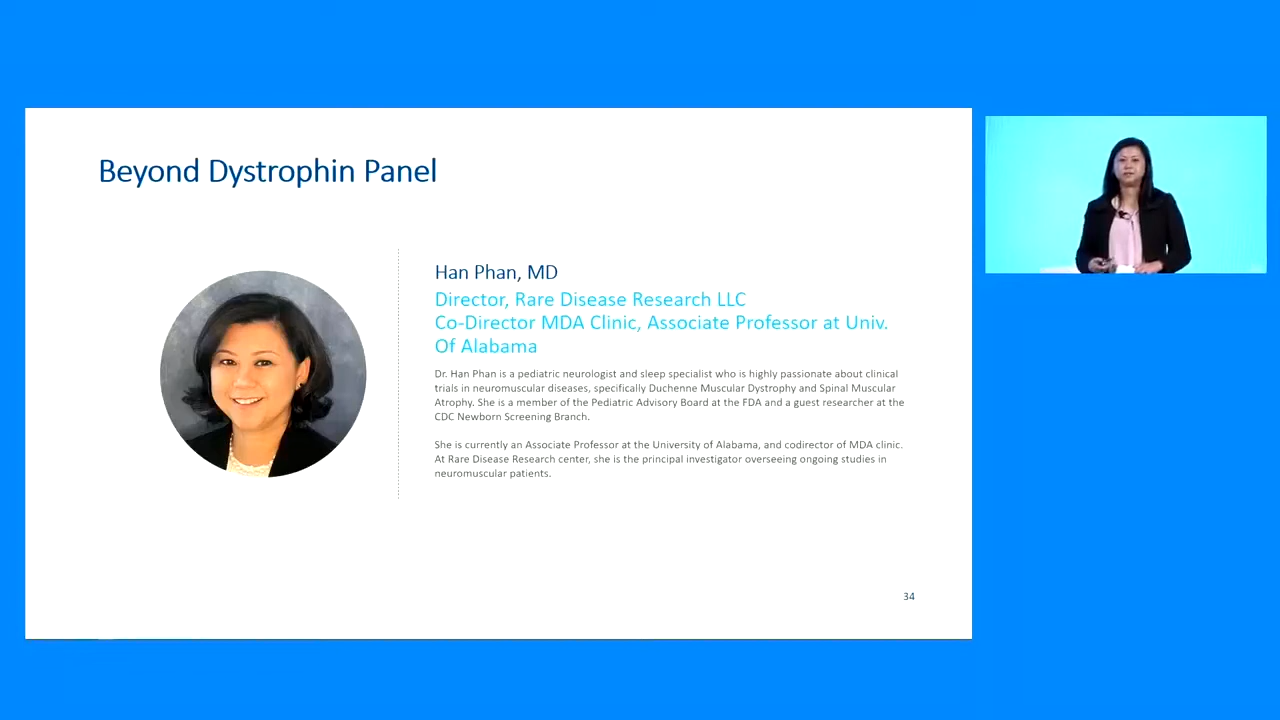 Beyond Dystrophin Panel
Han Phan, MD
Director, Rare Disease Research LLC
Co-Director MDA Clinic, Associate Professor at Univ.
Of Alabama
Dr. Han Phan is a pediatric neurologist and sleep specialist who is highly passionate about clinical
trials in neuromuscular diseases, specifically Duchenne Muscular Dystrophy and Spinal Muscular
Atrophy. She is a member of the Pediatric Advisory Board at the FDA and a guest researcher at the
CDC Newborn Screening Branch.
She is currently an Associate Professor at the University of Alabama, and codirector of MDA clinic.
At Rare Disease Research center, she is the principal investigator overseeing ongoing studies in
neuromuscular patients.
34